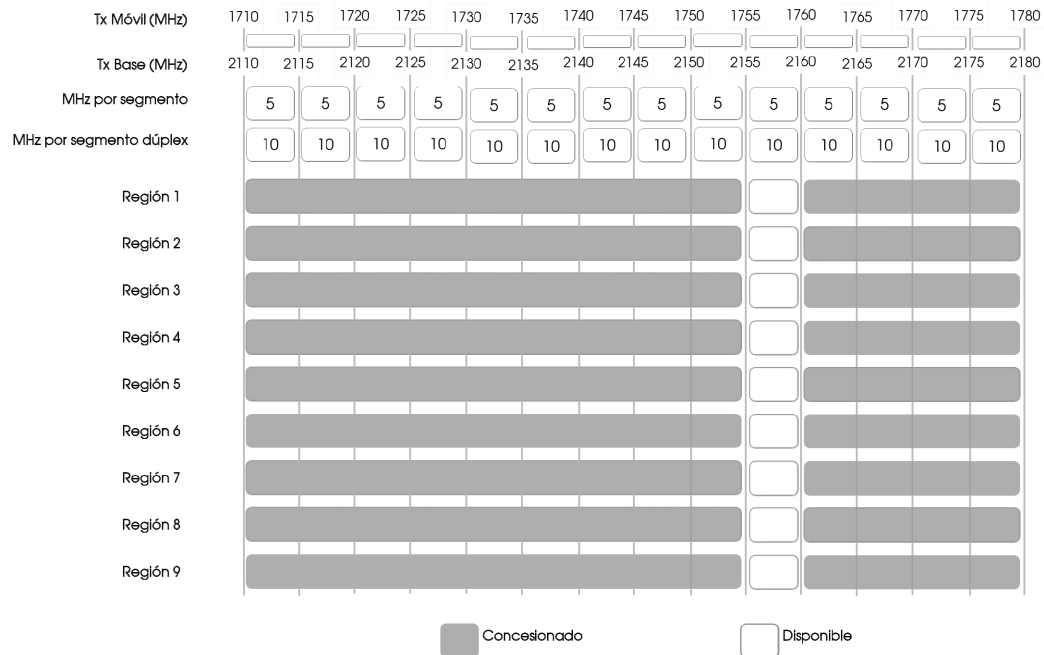 Tx Móvil (MHz) 1710 1715 1720 1725 1730 1735 1740 1745 1750 1755 1760 1765 1770 1775 1780
Tx Base (MHz) 2110 2115 2120 2125 2130 2135 2140 2145 2150 2155 2160 2165 2170 2175 2180
MHz por segmento 5 5 5 5 5 5 5 5 5 5 5 5 5 5
MHz por segmento dúplex 10 10 10 10 10 10 10 10 10 10 10 10 10 10
Región 1
Región 2
Región 3
Región 4
Región 5
Región 6
Región 7
Región 8
Región 9
Concesionado Disponible